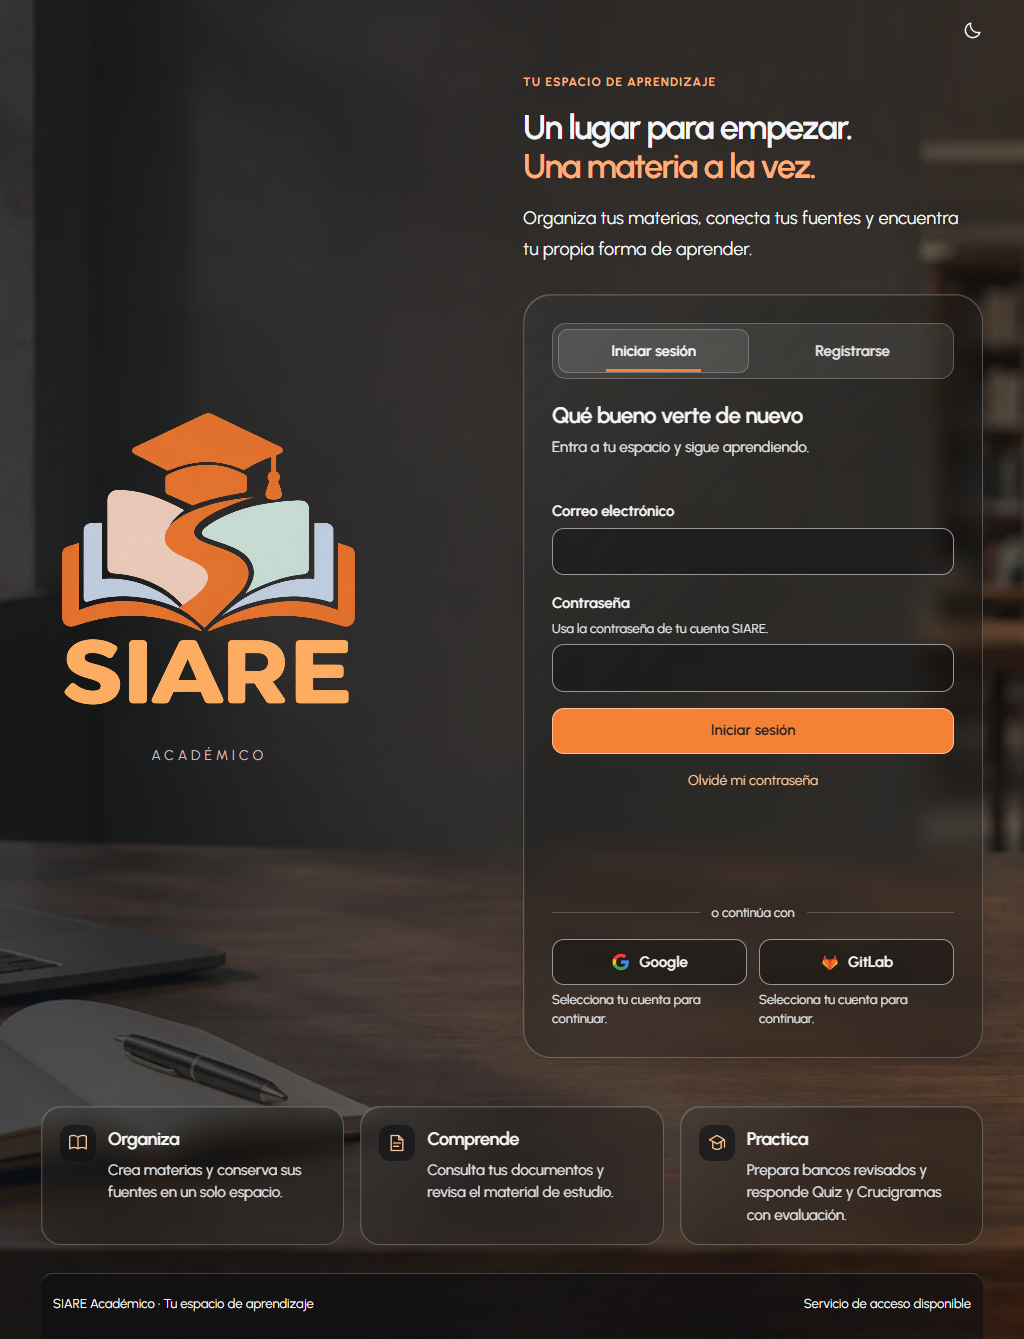 TU ESPACIO DE APRENDIZAJE
Un lugar para empezar.
Una materia a la vez.
Organiza tus materias, conecta tus fuentes y encuentra
tu propia forma de aprender.
SIARE
ACADÉMICO
Iniciar sesión
Registrarse
Qué bueno verte de nuevo
Entra a tu espacio y sigue aprendiendo.
Correo electrónico
Contraseña
Usa la contraseña de tu cuenta SIARE.
Iniciar sesión
Olvidé mi contraseña
o continúa con
Google
Selecciona tu cuenta para
continuar.
GitLab
Selecciona tu cuenta para
continuar.
Organiza
Crea materias y conserva sus
fuentes en un solo espacio.
Comprende
Consulta tus documentos y
revisa el material de estudio.
Practica
Prepara bancos revisados y
responde Quiz y Crucigramas
con evaluación.
SIARE Académico · Tu espacio de aprendizaje
Servicio de acceso disponible